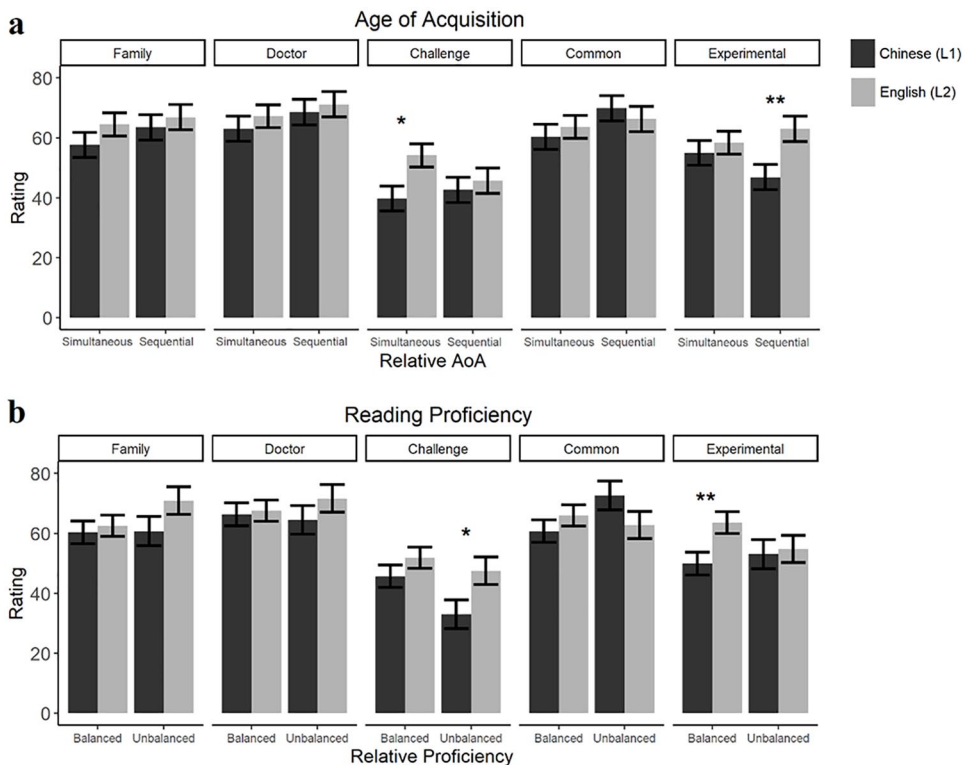 a
Age of Acquisition
Family Doctor Challenge Common Experimental
Chinese (L1)
English (L2)
80
60
40
20
0
Rating
*
**
Simultaneous Sequential Simultaneous Sequential Simultaneous Sequential Simultaneous Sequential Simultaneous Sequential
Relative AoA
b
Reading Proficiency
Family Doctor Challenge Common Experimental
80
60
40
20
0
Rating
*
**
Balanced Unbalanced Balanced Unbalanced Balanced Unbalanced Balanced Unbalanced Balanced Unbalanced
Relative Proficiency